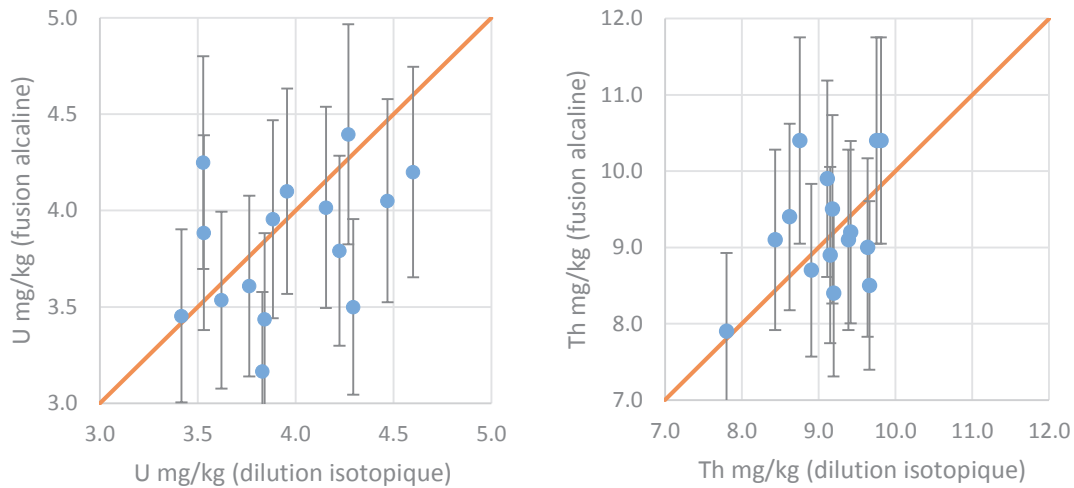 U mg/kg (fusion alcaline)
5.0
4.5
4.0
3.5
3.0
3.0 3.5 4.0 4.5 5.0
U mg/kg (dilution isotopique)
Th mg/kg (fusion alcaline)
12.0
11.0
10.0
9.0
8.0
7.0
7.0 8.0 9.0 10.0 11.0 12.0
Th mg/kg (dilution isotopique)